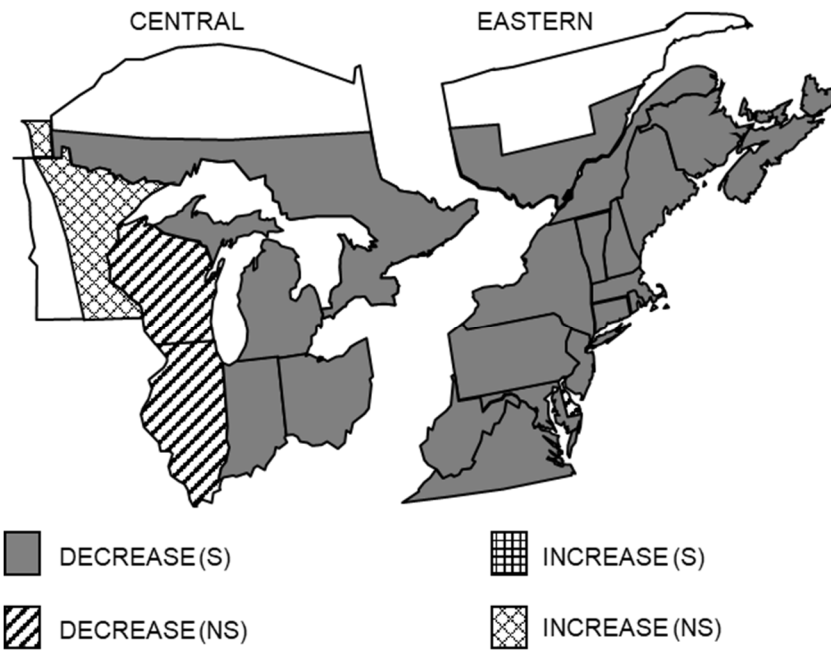 CENTRAL
EASTERN
DECREASE (S)
INCREASE (S)
DECREASE (NS)
INCREASE (NS)